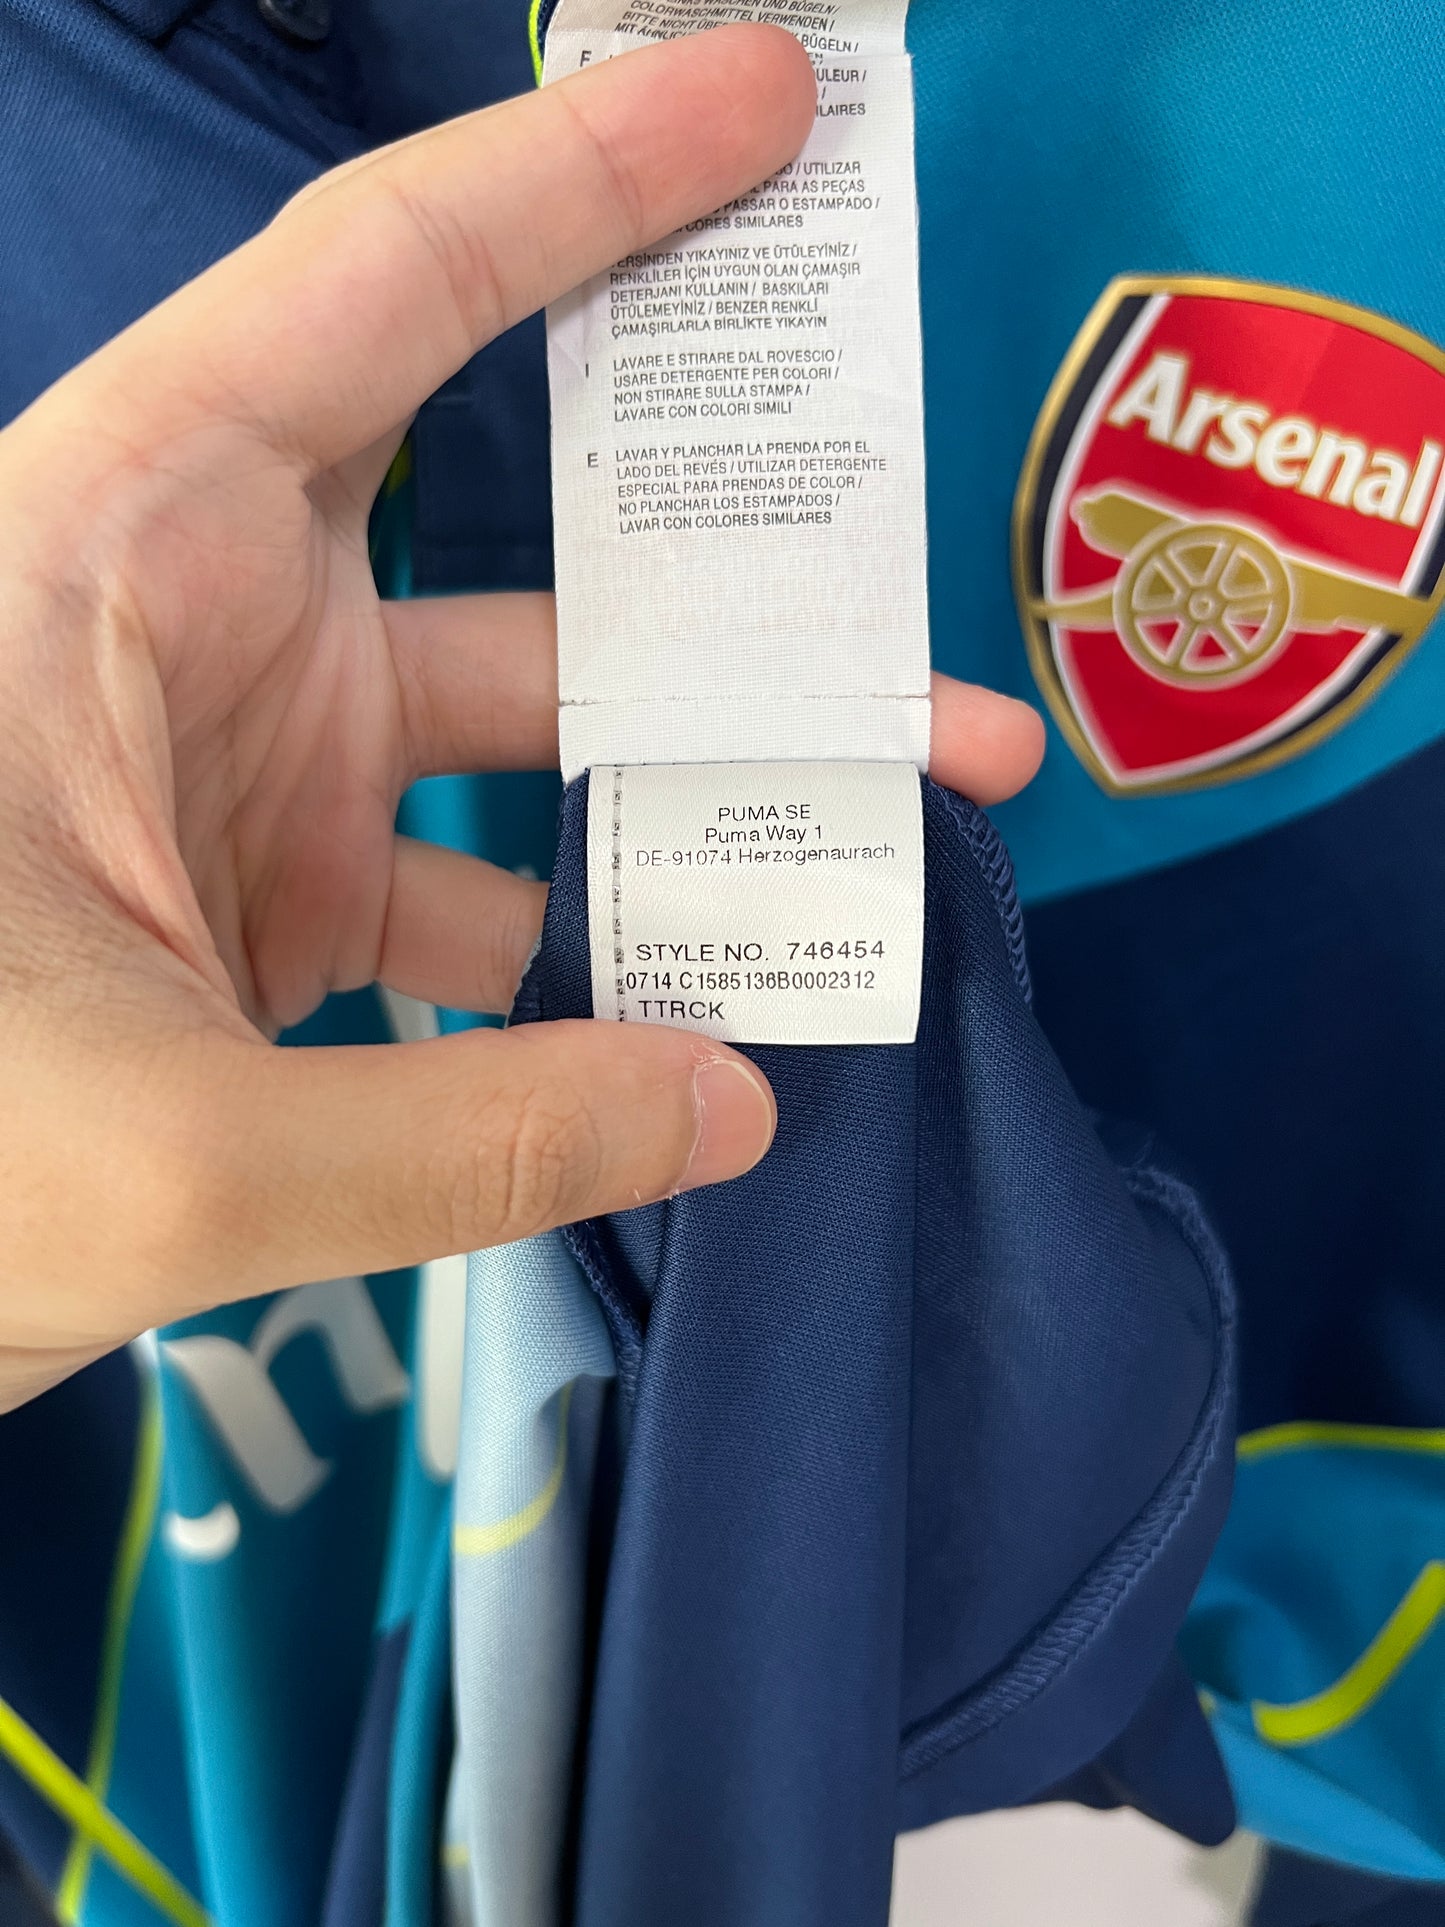 COLORWASCHMITTEL VERWENDEN /
BITTE NICHT
BÜGELN /
F
ULEUR /
/
ILAIRES
/ UTILIZAR
PARA AS PEÇAS
PASSAR O ESTAMPADO /
CORES SIMILARES
ERSİNDEN YIKAYINIZ VE ÜTÜLEYİNİZ /
RENKLİLER İÇİN UYGUN OLAN ÇAMAŞIR
DETERJANI KULLANIN / BASKILARI
ÜTÜLEMEYİNİZ / BENZER RENKLİ
ÇAMAŞIRLARLA BİRLİKTE YIKAYIN
I LAVARE E STIRARE DAL ROVESCIO /
USARE DETERGENTE PER COLORI /
NON STIRARE SULLA STAMPA /
LAVARE CON COLORI SIMILI
E LAVAR Y PLANCHAR LA PRENDA POR EL
LADO DEL REVÉS / UTILIZAR DETERGENTE
ESPECIAL PARA PRENDAS DE COLOR /
NO PLANCHAR LOS ESTAMPADOS /
LAVAR CON COLORES SIMILARES
Arsenal
PUMA SE
Puma Way 1
DE-91074 Herzogenaurach
STYLE NO. 746454
0714 C1585136B0002312
TTRCK